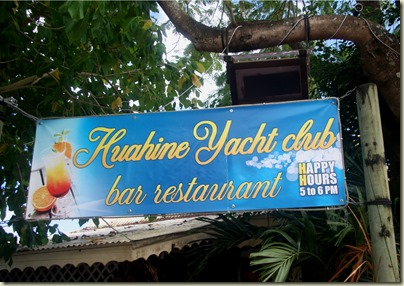 Huahine Yacht club
bar restaurant
HAPPY
HOURS
5 to 6 PM